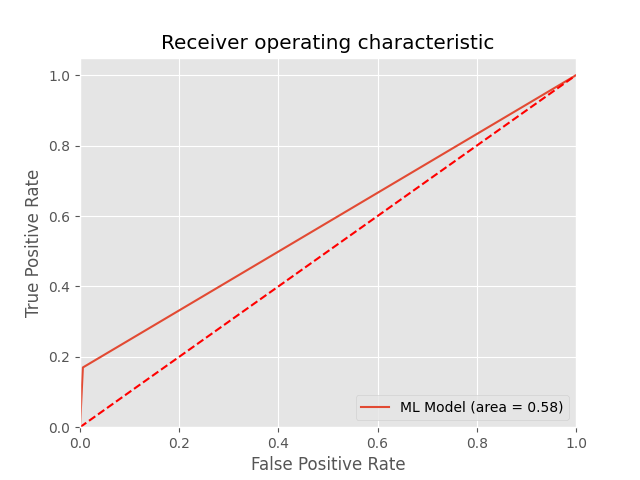 Receiver operating characteristic
True Positive Rate
1.0
0.8
0.6
0.4
0.2
0.0
ML Model (area = 0.58)
0.0 0.2 0.4 0.6 0.8 1.0
False Positive Rate